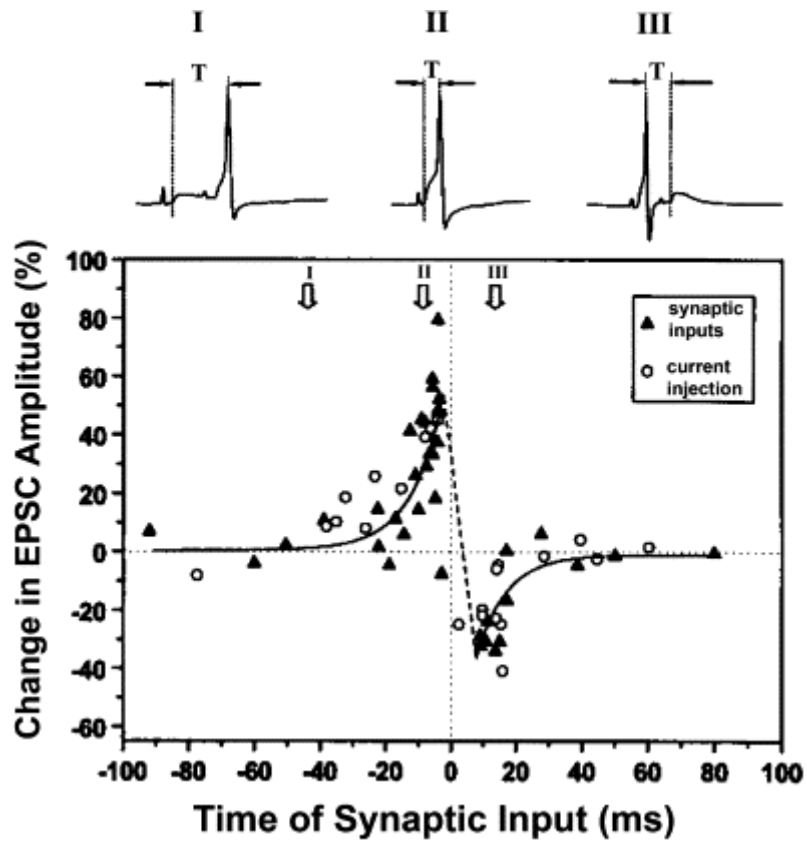 I II III
T T T
I II III
synaptic
inputs
current
injection
Change in EPSC Amplitude (%)
100
80
60
40
20
0
-20
-40
-60
-100 -80 -60 -40 -20 0 20 40 60 80 100
Time of Synaptic Input (ms)